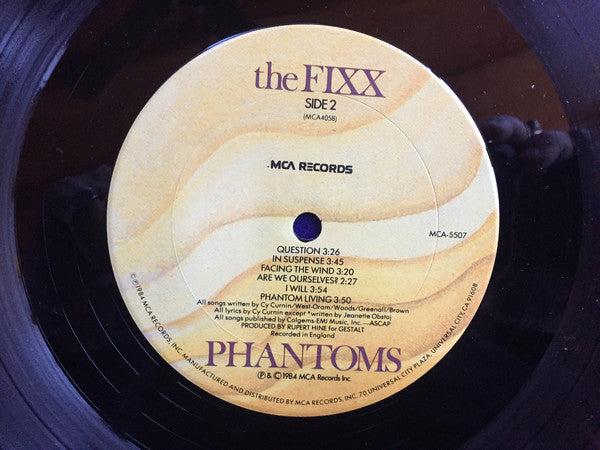 the FIXX
SIDE 2
(MCA4058)
MCA RECORDS
MCA-5507
QUESTION 3:26
IN SUSPENSE 3:45
FACING THE WIND 3:20
ARE WE OURSELVES? 2:27
I WILL 3:54
PHANTOM LIVING 3:50
All songs written by Cy Curnin/West-Oram/Woods/Greenall/Brown
All lyrics by Cy Curnin except *written by Jeanette Obstoj
All songs published by Colgems-EMI Music, Inc. —ASCAP
PRODUCED BY RUPERT HINE for GESTALT
Recorded in England
PHANTOMS
℗ & ©1984 MCA Records Inc.
©℗1984 MCA RECORDS, INC. MANUFACTURED AND DISTRIBUTED BY MCA RECORDS, INC. 70 UNIVERSAL CITY PLAZA, UNIVERSAL CITY, CA. 91608